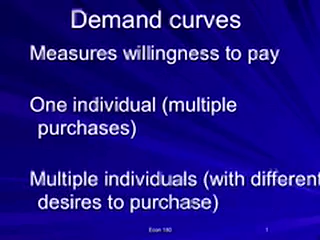 Demand curves
Measures willingness to pay
One individual (multiple
purchases)
Multiple individuals (with different
desires to purchase)
Econ 180
1